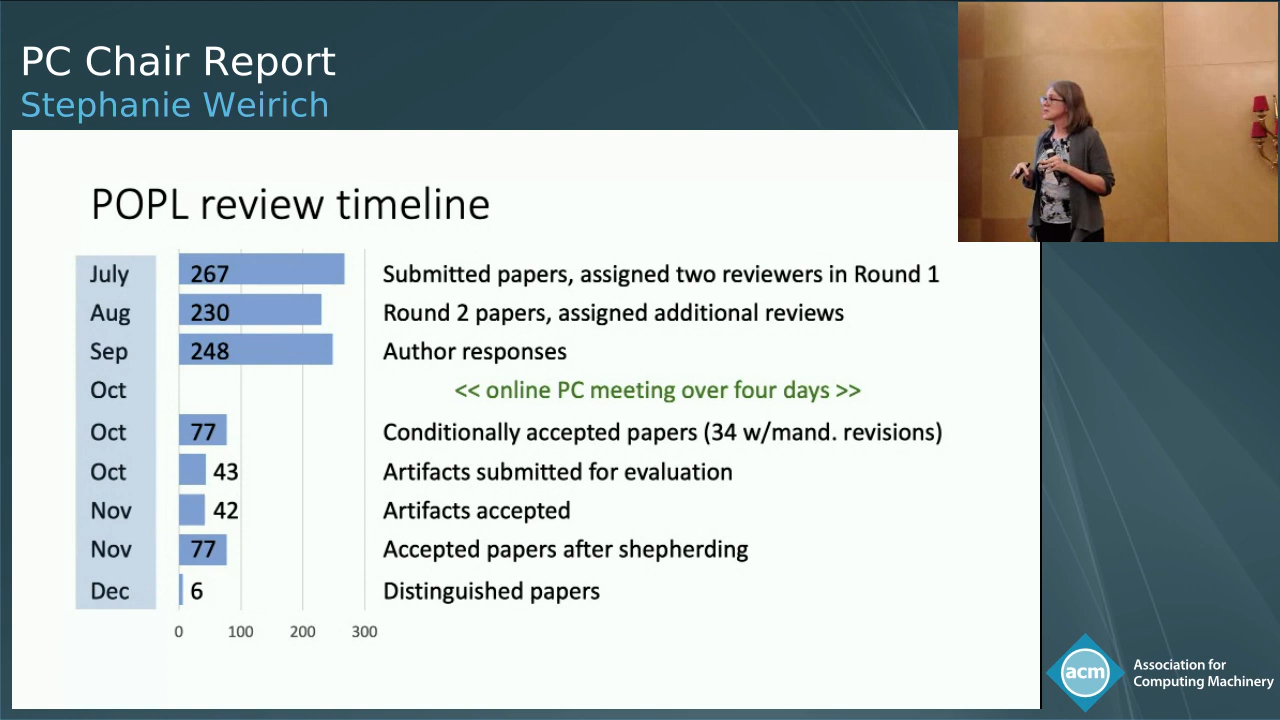 PC Chair Report
Stephanie Weirich
POPL review timeline
July 267 Submitted papers, assigned two reviewers in Round 1
Aug 230 Round 2 papers, assigned additional reviews
Sep 248 Author responses
Oct << online PC meeting over four days >>
Oct 77 Conditionally accepted papers (34 w/mand. revisions)
Oct 43 Artifacts submitted for evaluation
Nov 42 Artifacts accepted
Nov 77 Accepted papers after shepherding
Dec 6 Distinguished papers
0 100 200 300
acm
Association for
Computing Machinery